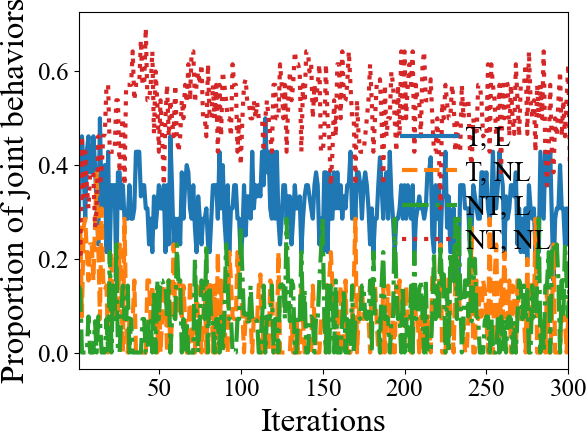 Proportion of joint behaviors
0.6
0.4
0.2
0.0
T, L
T, NL
NT, L
NT, NL
50
100
150
200
250
300
Iterations